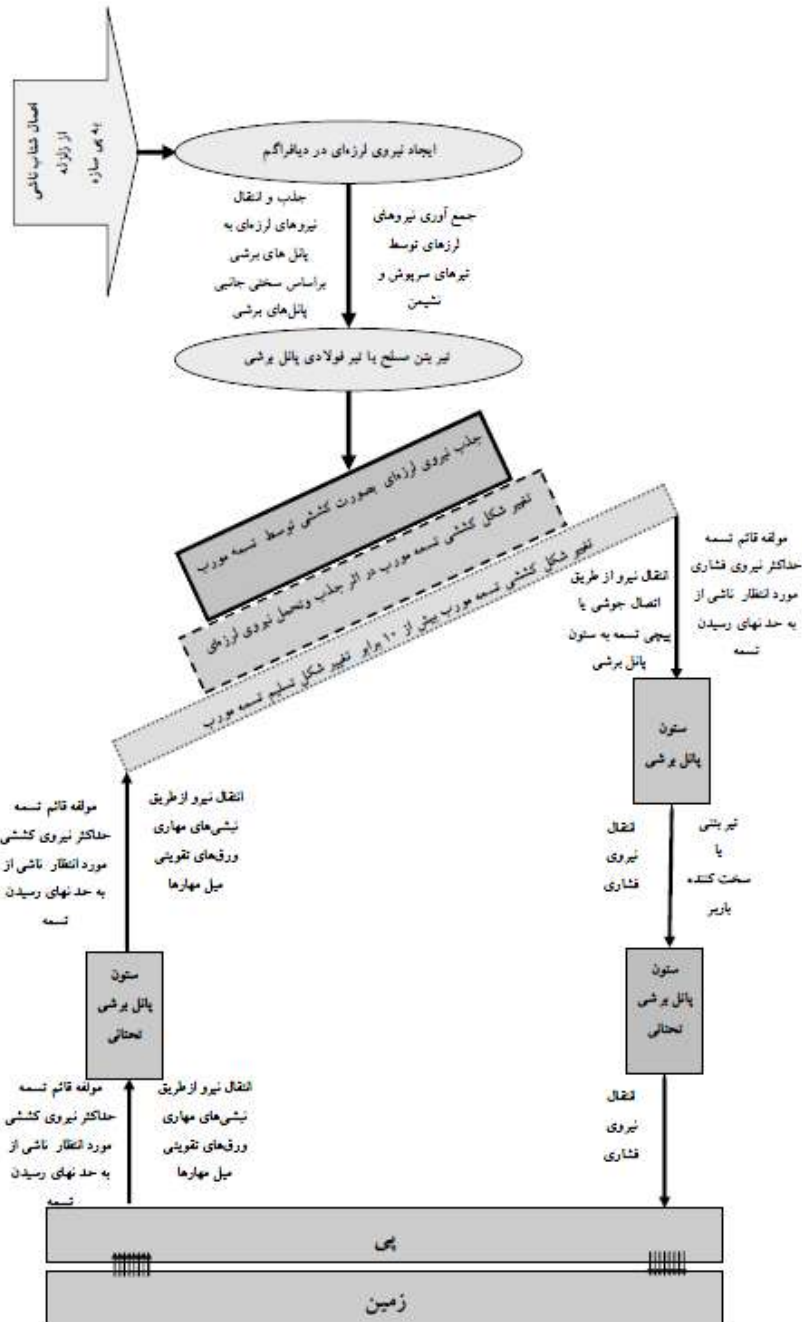 اعمال شتاب ناشی
از زلزله
به پی سازه
ایجاد نیروی لرزه‌ای در دیافراگم
جمع آوری نیروهای
لرزهای توسط
تیرهای سرپوش و
نشیمن
جذب و انتقال
نیروهای لرزه‌ای به
پانل های برشی
براساس سختی جانبی
پانل‌های برشی
تیر بتن مسلح یا تیر فولادی پانل برشی
جذب نیروی لرزه‌ای بصورت کششی توسط تسمه مورب
تغییر شکل کششی تسمه مورب در اثر جذب وتحمل نیروی لرزه‌ای
تغییر شکل کششی تسمه مورب بیش از ۱۰ برابر تغییر شکل تسلیم تسمه مورب
مولفه قائم تسمه
حداکثر نیروی فشاری
مورد انتظار ناشی از
به حد نهای رسیدن
تسمه
انتقال نیرو از طریق
اتصال جوشی یا
پیچی تسمه به ستون
پانل برشی
ستون
پانل برشی
تیر بتنی
یا
سخت کننده
باربر
انتقال
نیروی
فشاری
ستون
پانل برشی
تحتانی
انتقال
نیروی
فشاری
انتقال نیرو ازطریق
نبشی‌های مهاری
ورق‌های تقویتی
میل مهارها
مولفه قائم تسمه
حداکثر نیروی کششی
مورد انتظار ناشی از
به حد نهای رسیدن
تسمه
ستون
پانل برشی
تحتانی
انتقال نیرو ازطریق
نبشی‌های مهاری
ورق‌های تقویتی
میل مهارها
مولفه قائم تسمه
حداکثر نیروی کششی
مورد انتظار ناشی از
به حد نهای رسیدن
تسمه
پی
زمین